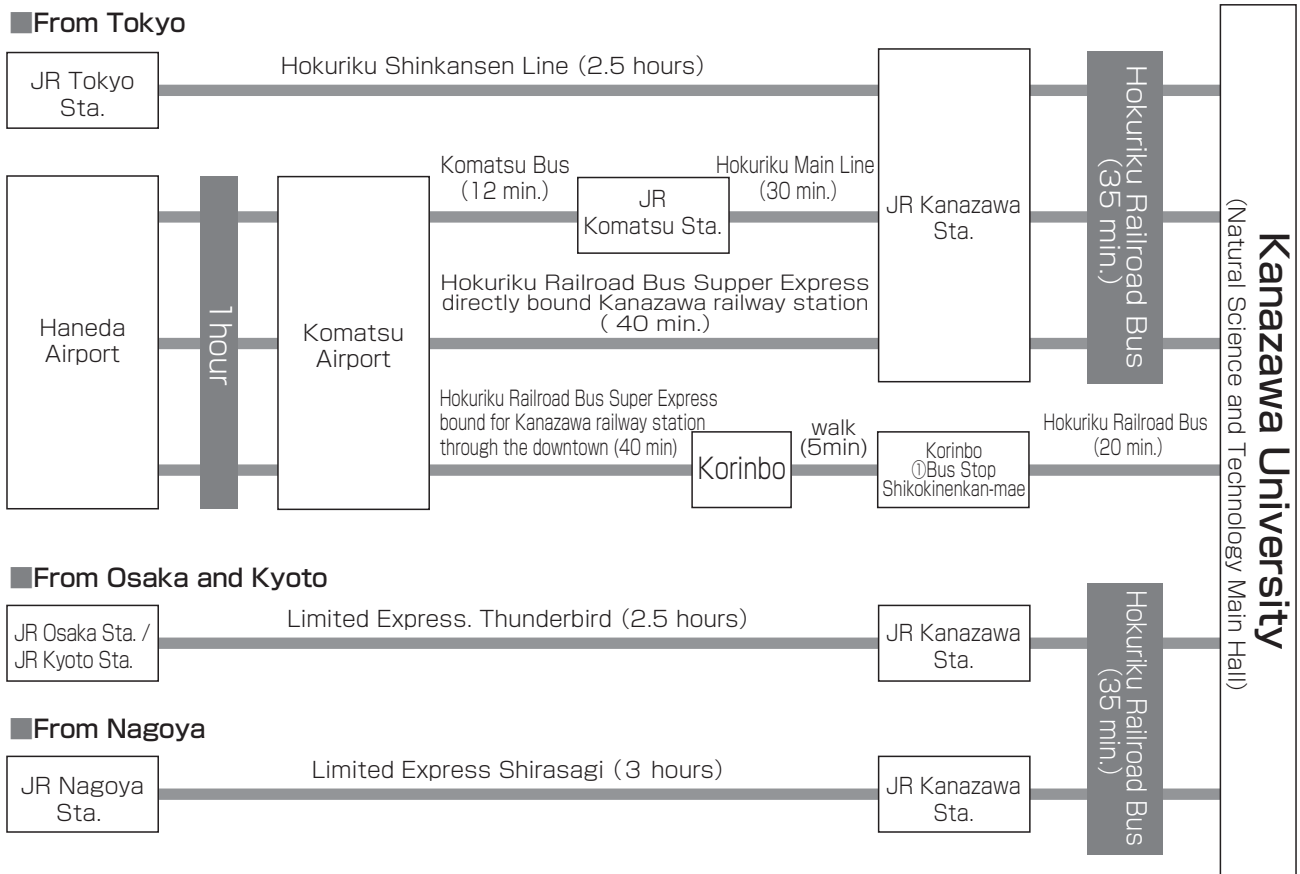 ■From Tokyo
JR Tokyo
Sta.
Hokuriku Shinkansen Line (2.5 hours)
Haneda
Airport
1hour
Komatsu
Airport
Komatsu Bus
(12 min.)
JR
Komatsu Sta.
Hokuriku Main Line
(30 min.)
Hokuriku Railroad Bus Supper Express
directly bound Kanazawa railway station
( 40 min.)
JR Kanazawa
Sta.
Hokuriku Railroad Bus
(35 min.)
Hokuriku Railroad Bus Super Express
bound for Kanazawa railway station
through the downtown (40 min)
Korinbo
walk
(5min)
Korinbo
①Bus Stop
Shikokinenkan-mae
Hokuriku Railroad Bus
(20 min.)
Kanazawa University
(Natural Science and Technology Main Hall)
■From Osaka and Kyoto
JR Osaka Sta. /
JR Kyoto Sta.
Limited Express. Thunderbird (2.5 hours)
JR Kanazawa
Sta.
Hokuriku Railroad Bus
(35 min.)
■From Nagoya
JR Nagoya
Sta.
Limited Express Shirasagi (3 hours)
JR Kanazawa
Sta.